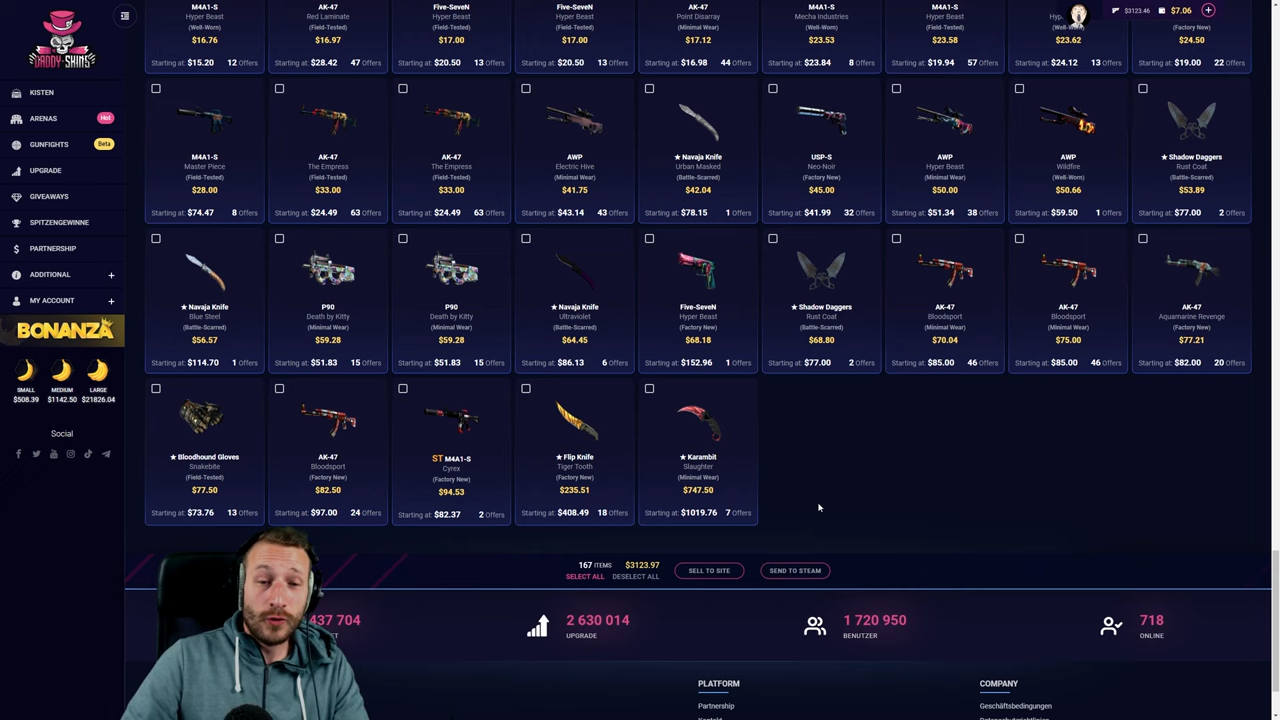 M4A1-S
Hyper Beast
(Well-Worn)
$16.76
Starting at: $15.20 12 Offers
AK-47
Red Laminate
(Field-Tested)
$16.97
Starting at: $28.42 47 Offers
Five-SeveN
Hyper Beast
(Field-Tested)
$17.00
Starting at: $20.50 13 Offers
Five-SeveN
Hyper Beast
(Field-Tested)
$17.00
Starting at: $20.50 13 Offers
AK-47
Point Disarray
(Minimal Wear)
$17.12
Starting at: $16.98 44 Offers
M4A1-S
Mecha Industries
(Well-Worn)
$23.53
Starting at: $23.84 8 Offers
M4A1-S
Hyper Beast
(Field-Tested)
$23.58
Starting at: $19.94 57 Offers
$23.62
Starting at: $24.12 13 Offers
(Factory New)
$24.50
Starting at: $19.00 22 Offers
$3123.46 $7.06
DADDY-SKINS
KISTEN
ARENAS Hot
GUNFIGHTS Beta
UPGRADE
GIVEAWAYS
SPITZENGEWINNE
PARTNERSHIP
ADDITIONAL +
MY ACCOUNT +
BONANZA
SMALL
$508.39
MEDIUM
$1142.50
LARGE
$21826.04
Social
M4A1-S
Master Piece
(Field-Tested)
$28.00
Starting at: $74.47 8 Offers
AK-47
The Empress
(Field-Tested)
$33.00
Starting at: $24.49 63 Offers
AK-47
The Empress
(Field-Tested)
$33.00
Starting at: $24.49 63 Offers
AWP
Electric Hive
(Minimal Wear)
$41.75
Starting at: $43.14 43 Offers
★ Navaja Knife
Urban Masked
(Battle-Scarred)
$42.04
Starting at: $78.15 1 Offers
USP-S
Neo-Noir
(Factory New)
$45.00
Starting at: $41.99 32 Offers
AWP
Hyper Beast
(Minimal Wear)
$50.00
Starting at: $51.34 38 Offers
AWP
Wildfire
(Well-Worn)
$50.66
Starting at: $59.50 1 Offers
★ Shadow Daggers
Rust Coat
(Battle-Scarred)
$53.89
Starting at: $77.00 2 Offers
★ Navaja Knife
Blue Steel
(Battle-Scarred)
$56.57
Starting at: $114.70 1 Offers
P90
Death by Kitty
(Minimal Wear)
$59.28
Starting at: $51.83 15 Offers
P90
Death by Kitty
(Minimal Wear)
$59.28
Starting at: $51.83 15 Offers
★ Navaja Knife
Ultraviolet
(Battle-Scarred)
$64.45
Starting at: $86.13 6 Offers
Five-SeveN
Hyper Beast
(Factory New)
$68.18
Starting at: $152.96 1 Offers
★ Shadow Daggers
Rust Coat
(Battle-Scarred)
$68.80
Starting at: $77.00 2 Offers
AK-47
Bloodsport
(Minimal Wear)
$70.04
Starting at: $85.00 46 Offers
AK-47
Bloodsport
(Minimal Wear)
$75.00
Starting at: $85.00 46 Offers
AK-47
Aquamarine Revenge
(Factory New)
$77.21
Starting at: $82.00 20 Offers
★ Bloodhound Gloves
Snakebite
(Field-Tested)
$77.50
Starting at: $73.76 13 Offers
AK-47
Bloodsport
(Factory New)
$82.50
Starting at: $97.00 24 Offers
ST M4A1-S
Cyrex
(Factory New)
$94.53
Starting at: $82.37 2 Offers
★ Flip Knife
Tiger Tooth
(Factory New)
$235.51
Starting at: $408.49 18 Offers
★ Karambit
Slaughter
(Minimal Wear)
$747.50
Starting at: $1019.76 7 Offers
167 ITEMS $3123.97
SELECT ALL DESELECT ALL
SELL TO SITE
SEND TO STEAM
437 704
2 630 014
UPGRADE
1 720 950
BENUTZER
718
ONLINE
PLATFORM
Partnership
COMPANY
Geschäftsbedingungen